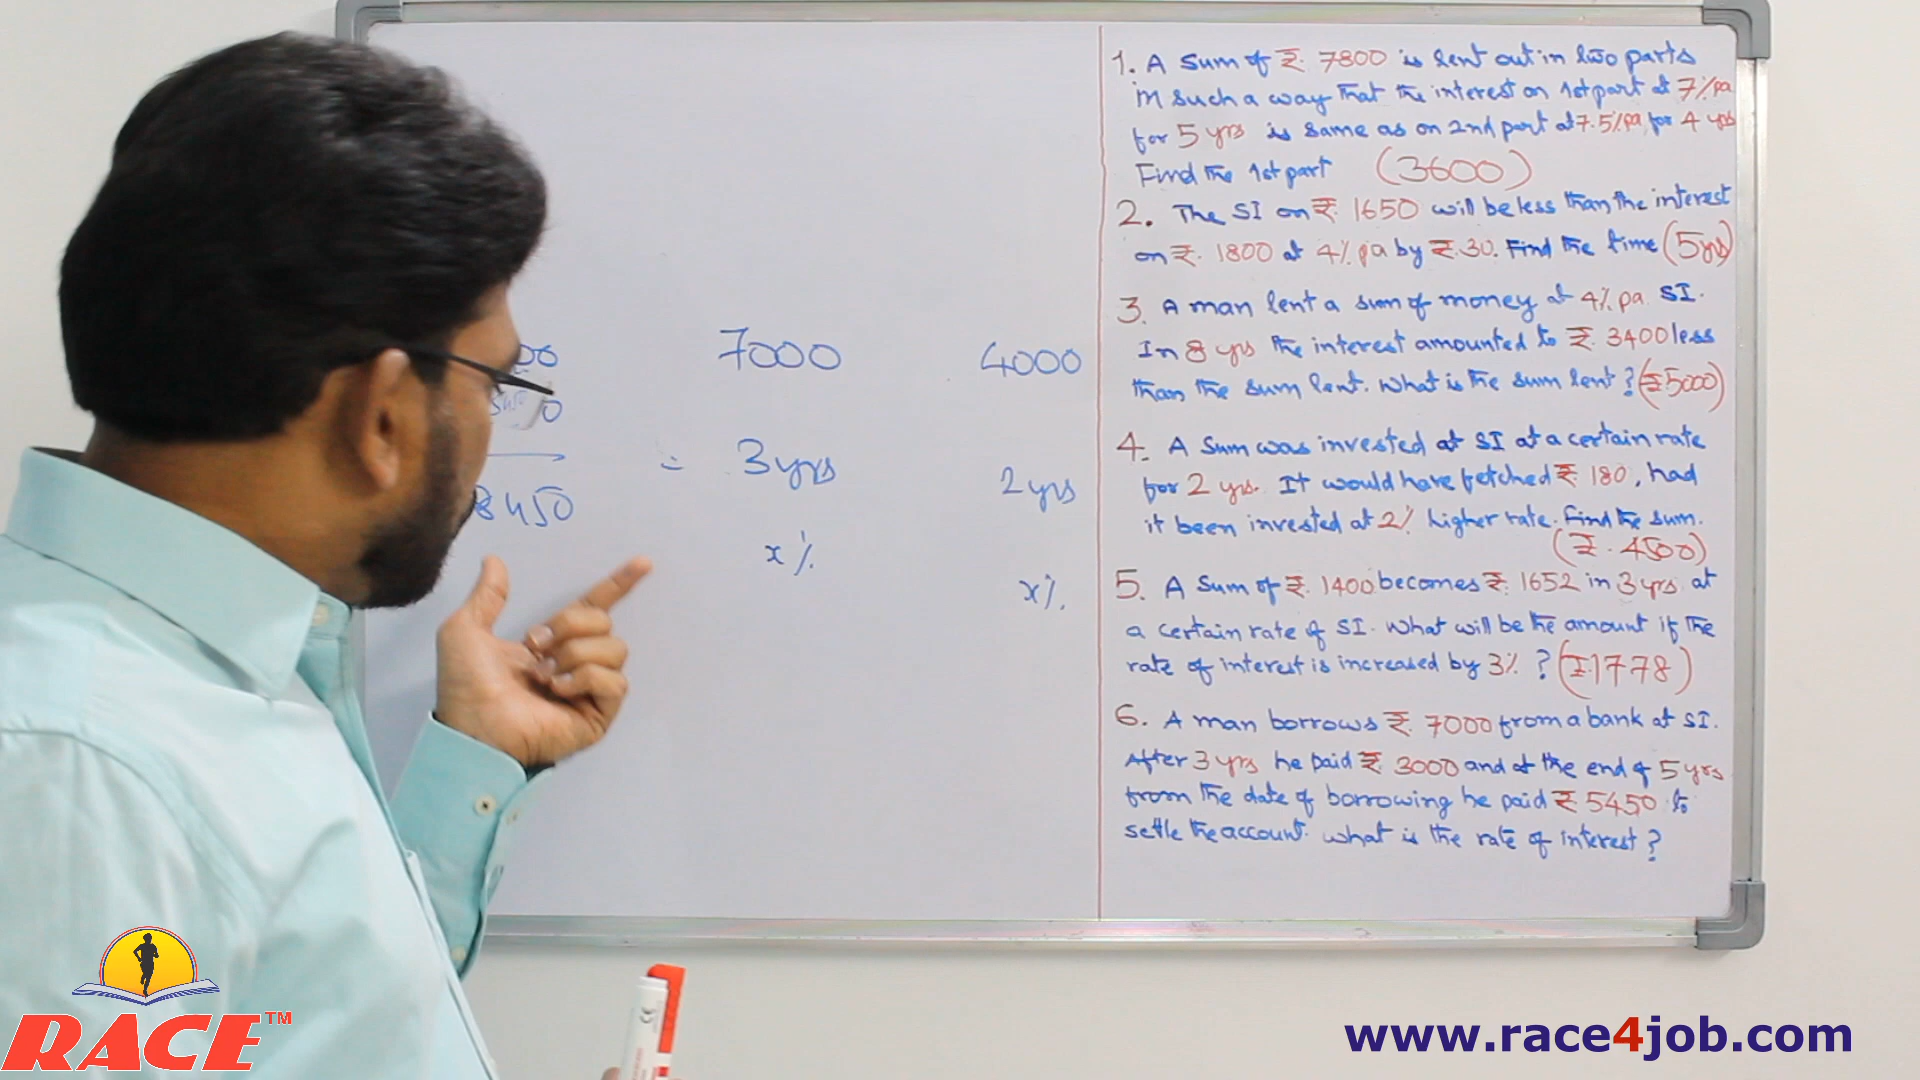 00 7000 4000
0
= 3 yrs 2 yrs
8450
x% x%
1. A Sum of ₹. 7800 is lent out in two parts
in such a way that the interest on 1st part at 7% pa
for 5 yrs is same as on 2nd part at 7.5% pa for 4 yrs
Find the 1st part (3600)
2. The SI on ₹. 1650 will be less than the interest
on ₹. 1800 at 4% pa by ₹.30. Find the time (5yrs)
3. A man lent a sum of money at 4% pa SI.
In 8 yrs the interest amounted to ₹. 3400 less
than the sum lent. What is the sum lent? (₹5000)
4. A Sum was invested at SI at a certain rate
for 2 yrs. It would have fetched ₹. 180, had
it been invested at 2% higher rate. Find the sum.
(₹. 4500)
5. A Sum of ₹. 1400 becomes ₹. 1652 in 3 yrs at
a certain rate of SI. What will be the amount if the
rate of interest is increased by 3%? (₹.1778)
6. A man borrows ₹. 7000 from a bank at SI.
After 3 yrs he paid ₹. 3000 and at the end of 5 yrs
from the date of borrowing he paid ₹. 5450 to
settle the account. What is the rate of interest?
RACE™
www.race4job.com